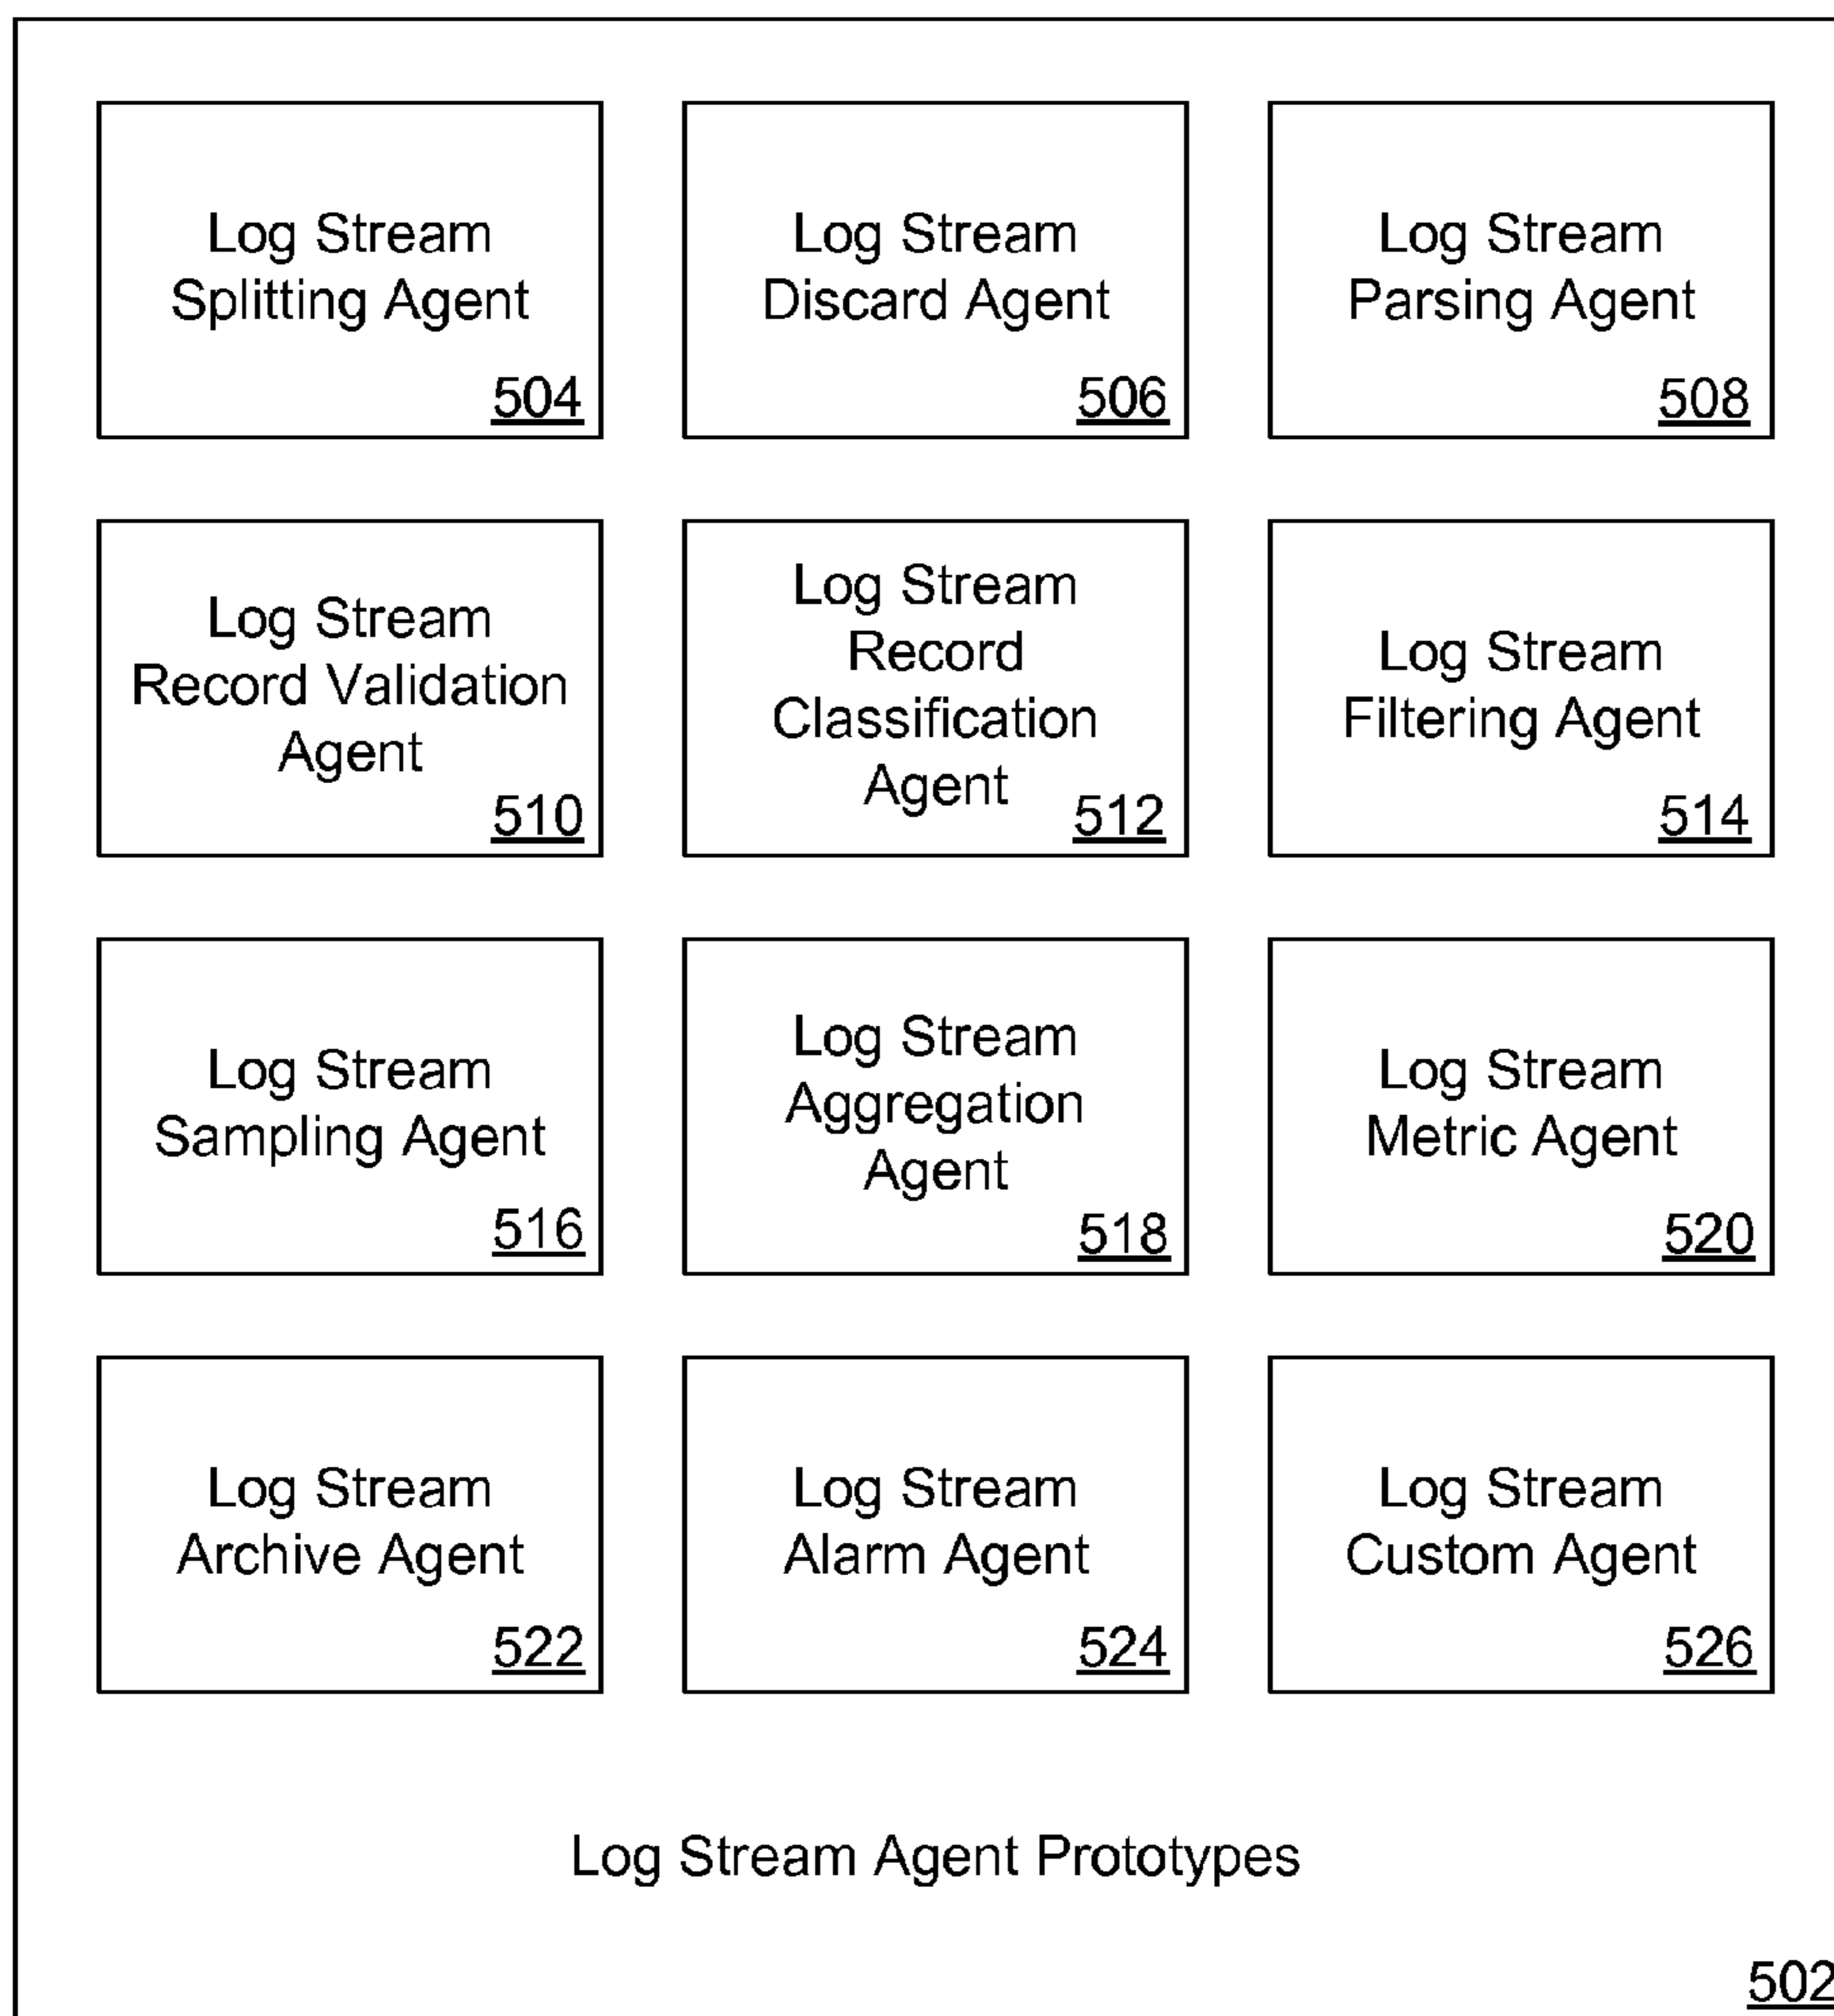 Log Stream
Splitting Agent
504
Log Stream
Discard Agent
506
Log Stream
Parsing Agent
508
Log Stream
Record Validation
Agent
510
Log Stream
Record
Classification
Agent
512
Log Stream
Filtering Agent
514
Log Stream
Sampling Agent
516
Log Stream
Aggregation
Agent
518
Log Stream
Metric Agent
520
Log Stream
Archive Agent
522
Log Stream
Alarm Agent
524
Log Stream
Custom Agent
526
Log Stream Agent Prototypes
502